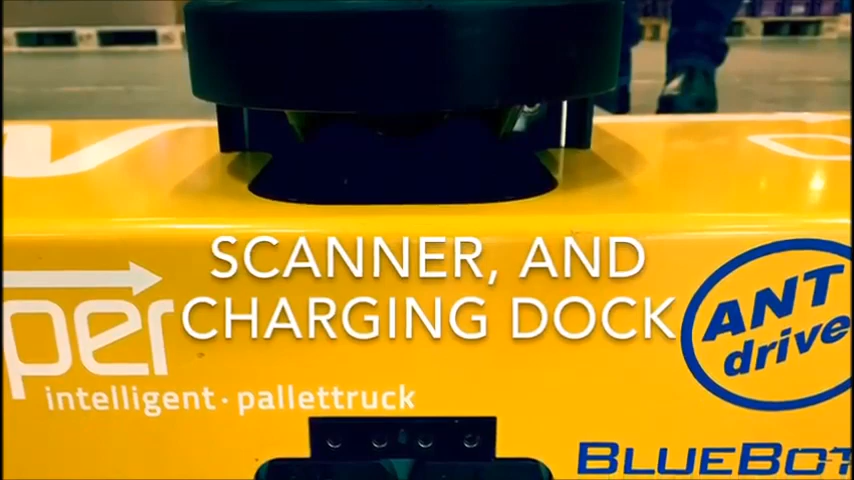 SCANNER, AND
CHARGING DOCK
per
intelligent · pallettruck
ANT
drive
BLUEBOT